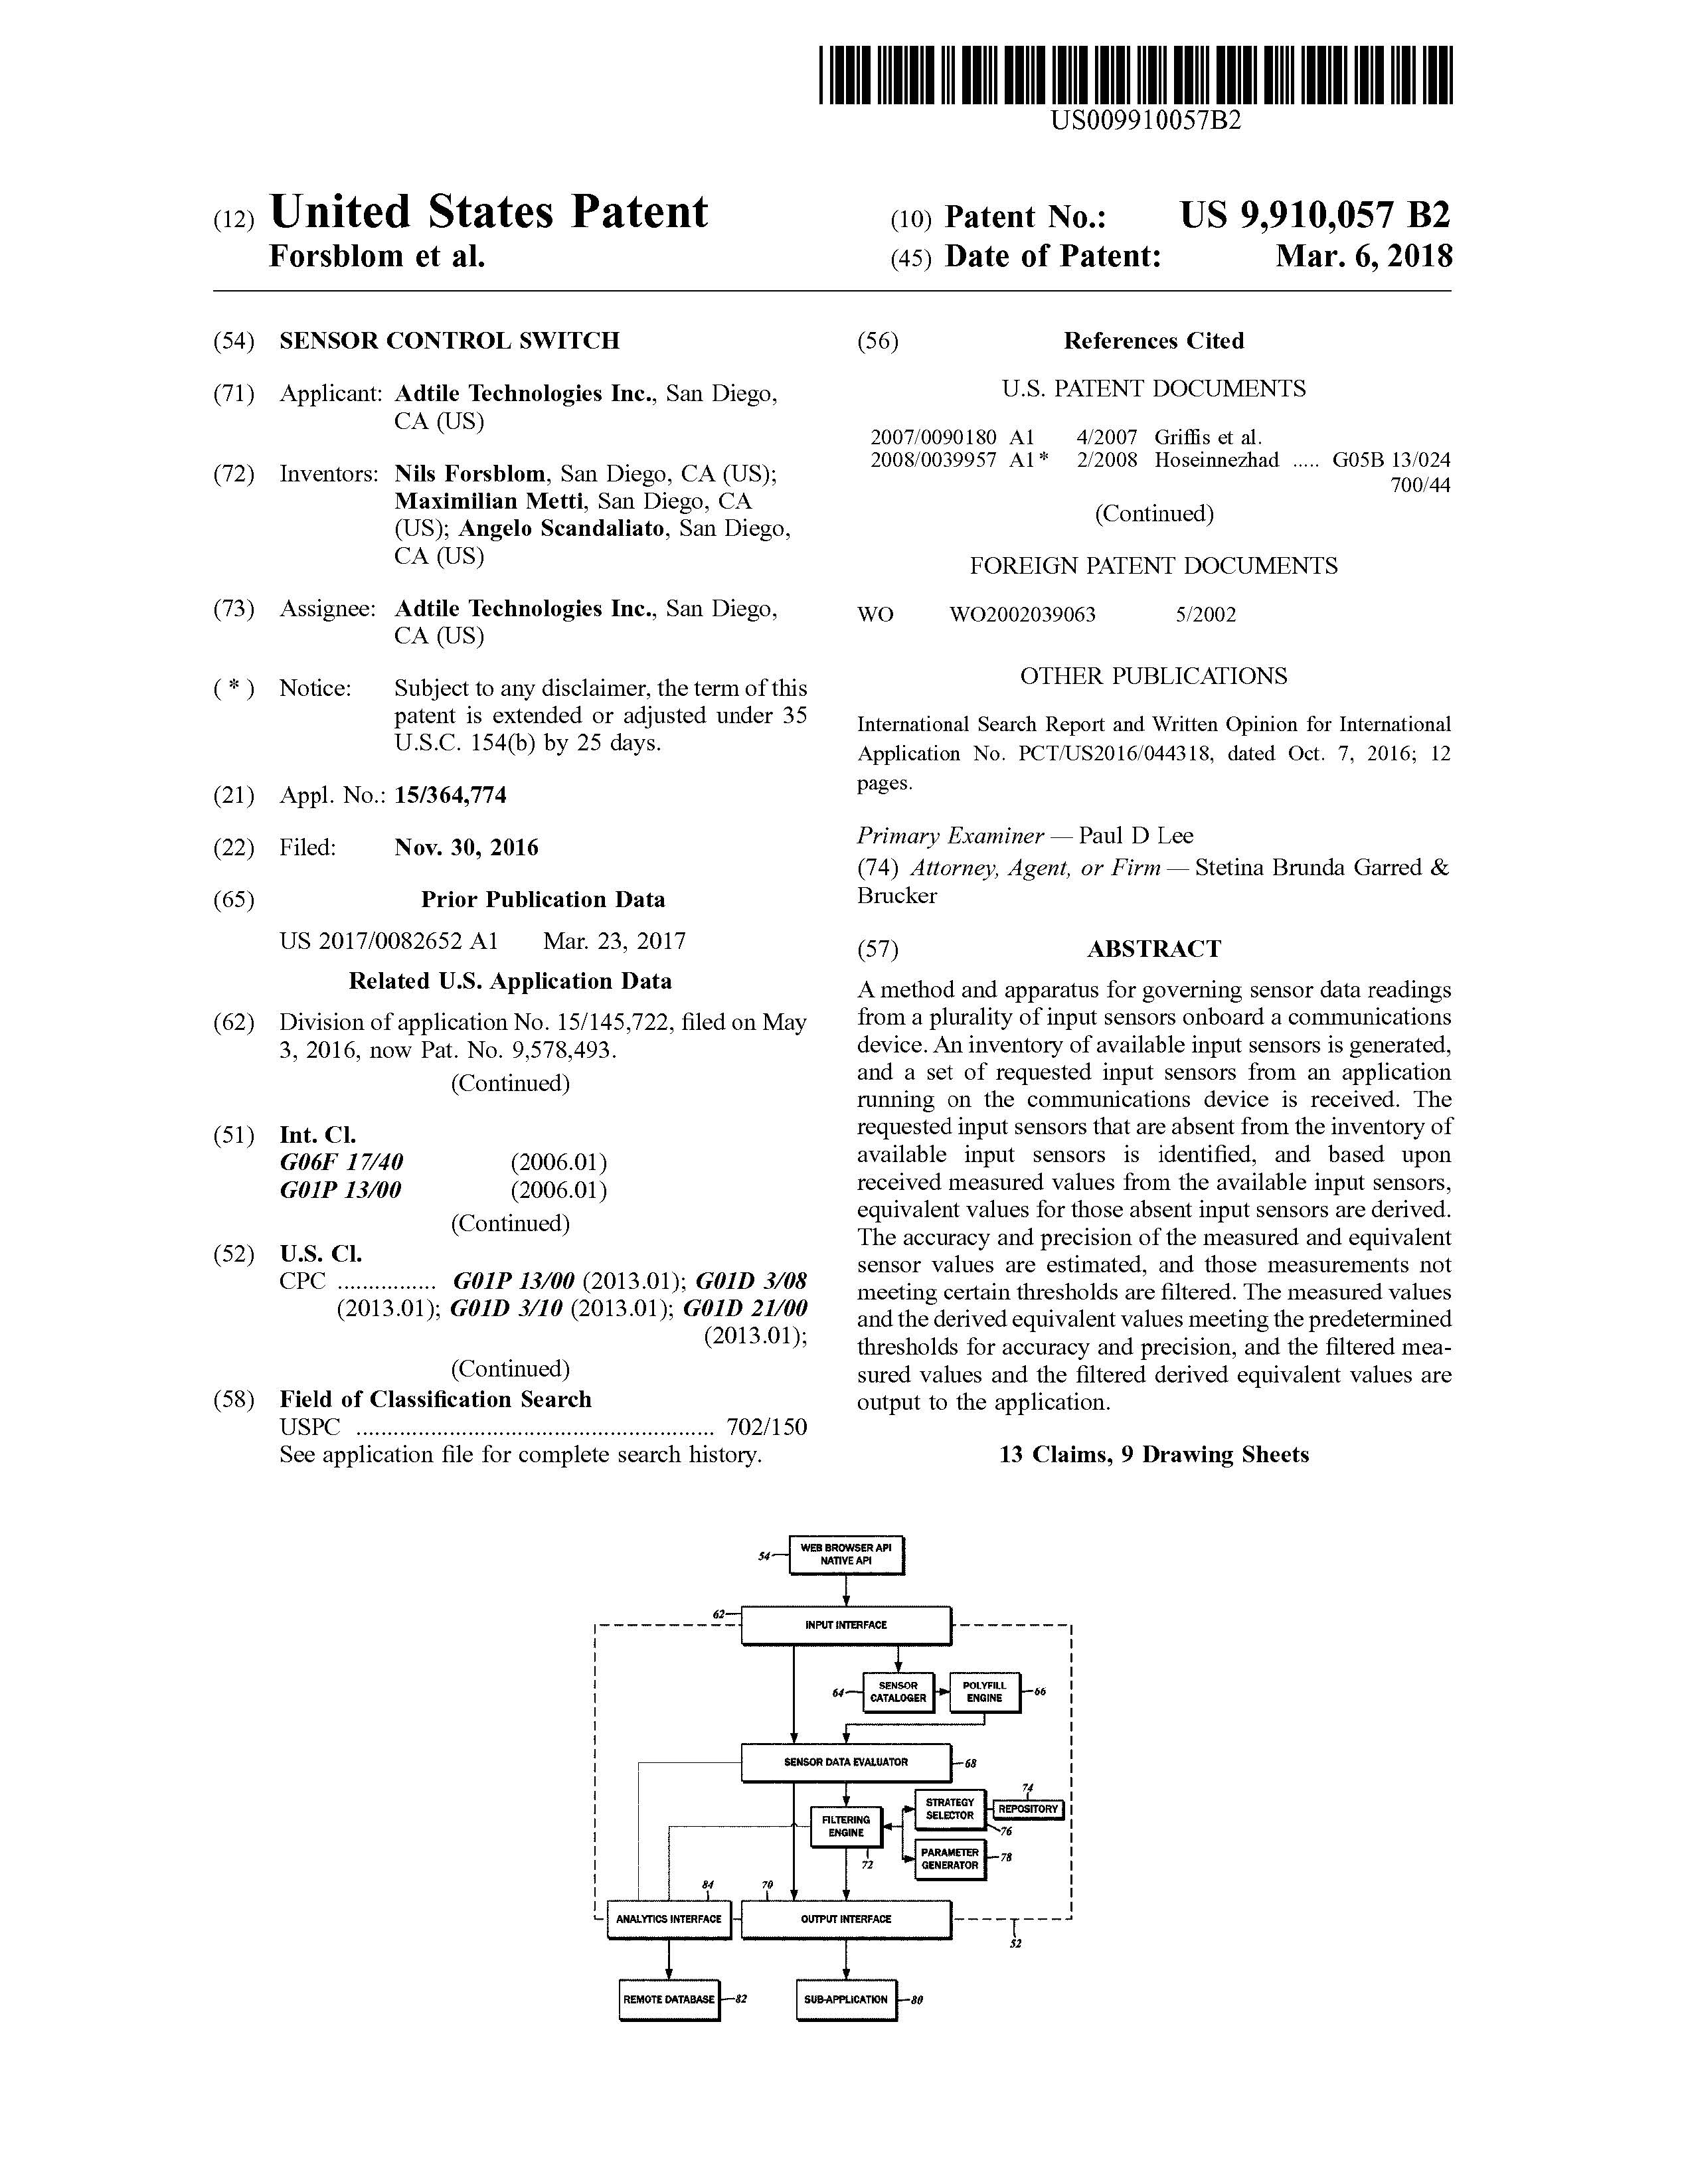 US009910057B2
(12) United States Patent
Forsblom et al.
(10) Patent No.: US 9,910,057 B2
(45) Date of Patent: Mar. 6, 2018
(54) SENSOR CONTROL SWITCH
(71) Applicant: Adtile Technologies Inc., San Diego,
CA (US)
(72) Inventors: Nils Forsblom, San Diego, CA (US);
Maximilian Metti, San Diego, CA
(US); Angelo Scandaliato, San Diego,
CA (US)
(73) Assignee: Adtile Technologies Inc., San Diego,
CA (US)
( * ) Notice: Subject to any disclaimer, the term of this
patent is extended or adjusted under 35
U.S.C. 154(b) by 25 days.
(21) Appl. No.: 15/364,774
(22) Filed: Nov. 30, 2016
(65) Prior Publication Data
US 2017/0082652 A1 Mar. 23, 2017
Related U.S. Application Data
(62) Division of application No. 15/145,722, filed on May
3, 2016, now Pat. No. 9,578,493.
(Continued)
(51) Int. Cl.
G06F 17/40 (2006.01)
G01P 13/00 (2006.01)
(Continued)
(52) U.S. Cl.
CPC ............... G01P 13/00 (2013.01); G01D 3/08
(2013.01); G01D 3/10 (2013.01); G01D 21/00
(2013.01);
(Continued)
(58) Field of Classification Search
USPC .......................................................... 702/150
See application file for complete search history.
(56) References Cited
U.S. PATENT DOCUMENTS
2007/0090180 A1 4/2007 Griffis et al.
2008/0039957 A1* 2/2008 Hoseinnezhad ..... G05B 13/024
700/44
(Continued)
FOREIGN PATENT DOCUMENTS
WO WO2002039063 5/2002
OTHER PUBLICATIONS
International Search Report and Written Opinion for International
Application No. PCT/US2016/044318, dated Oct. 7, 2016; 12
pages.
Primary Examiner — Paul D Lee
(74) Attorney, Agent, or Firm — Stetina Brunda Garred &
Brucker
(57) ABSTRACT
A method and apparatus for governing sensor data readings
from a plurality of input sensors onboard a communications
device. An inventory of available input sensors is generated,
and a set of requested input sensors from an application
running on the communications device is received. The
requested input sensors that are absent from the inventory of
available input sensors is identified, and based upon
received measured values from the available input sensors,
equivalent values for those absent input sensors are derived.
The accuracy and precision of the measured and equivalent
sensor values are estimated, and those measurements not
meeting certain thresholds are filtered. The measured values
and the derived equivalent values meeting the predetermined
thresholds for accuracy and precision, and the filtered mea-
sured values and the filtered derived equivalent values are
output to the application.
13 Claims, 9 Drawing Sheets
54
WEB BROWSER API
NATIVE API
62
INPUT INTERFACE
64
SENSOR
CATALOGER
POLYFILL
ENGINE
66
SENSOR DATA EVALUATOR
68
74
STRATEGY
SELECTOR
REPOSITORY
76
FILTERING
ENGINE
72
PARAMETER
GENERATOR
78
84
70
ANALYTICS INTERFACE
OUTPUT INTERFACE
52
REMOTE DATABASE
82
SUB-APPLICATION
80